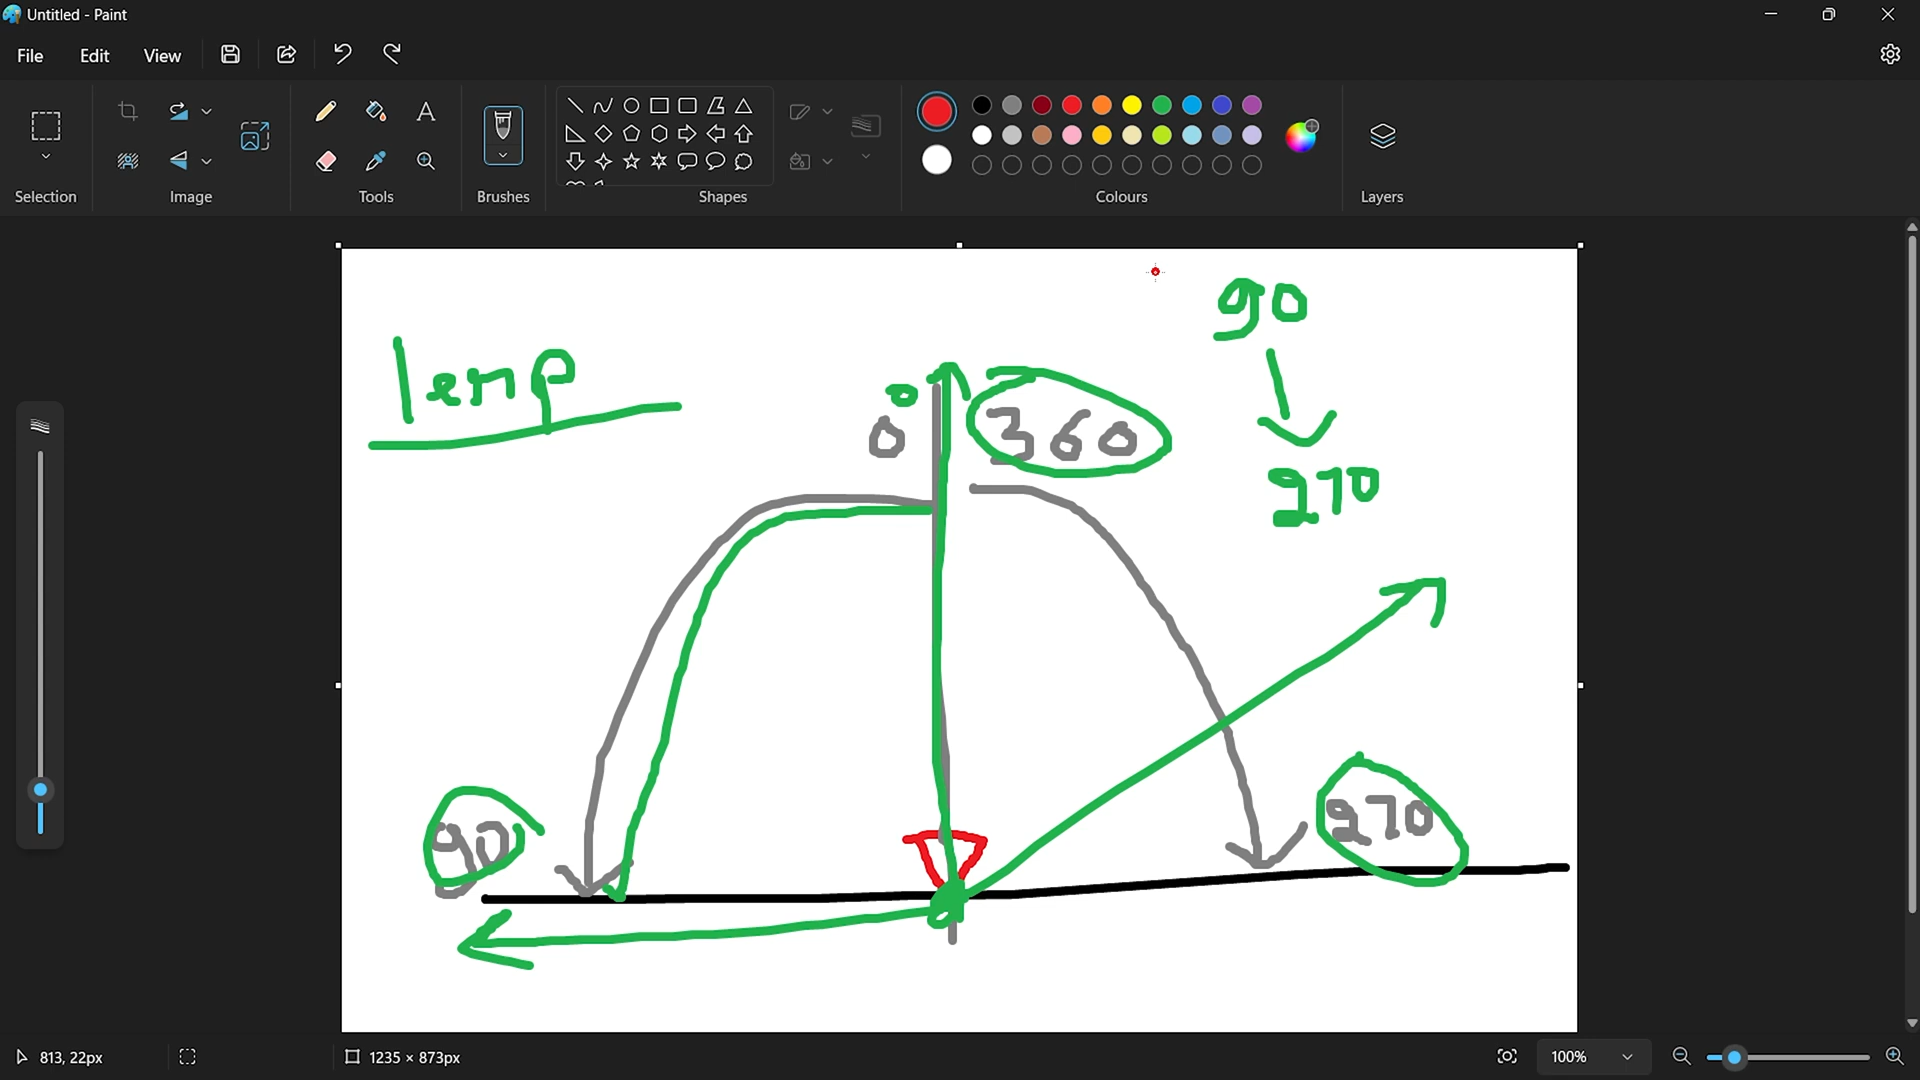 Untitled - Paint
File Edit View
Selection
Image
Tools
Brushes
Shapes
Colours
Layers
90
lerp
0
0 360
270
90
270
813, 22px
1235 × 873px
100%